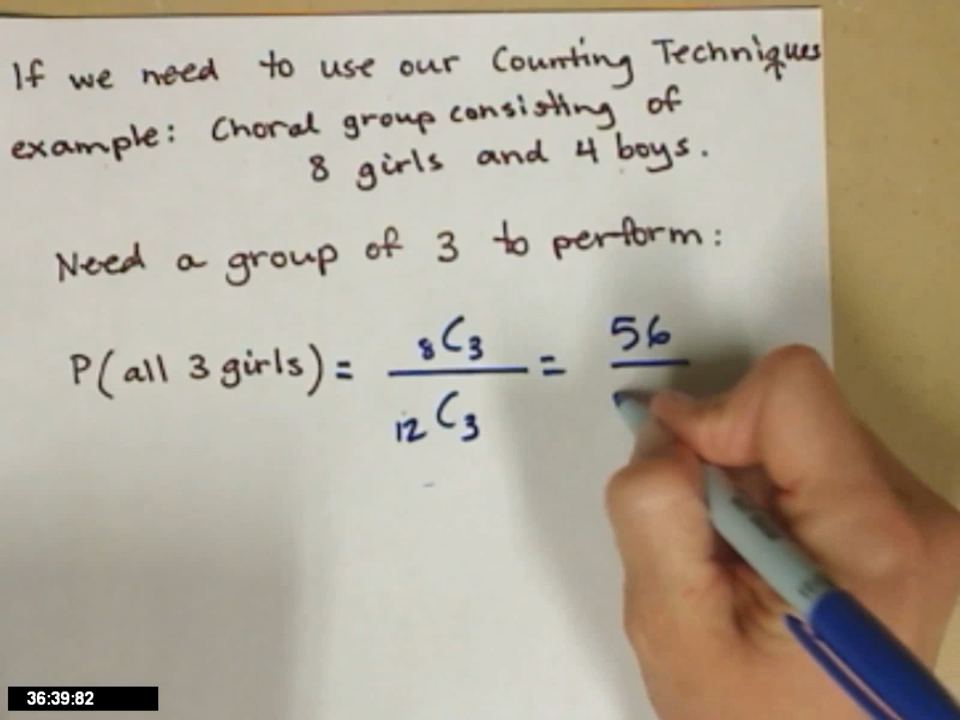 If we need to use our Counting Techniques
example: Choral group consisting of
8 girls and 4 boys.
Need a group of 3 to perform:
P(all 3 girls) = 8C3 / 12C3 = 56
36:39:82